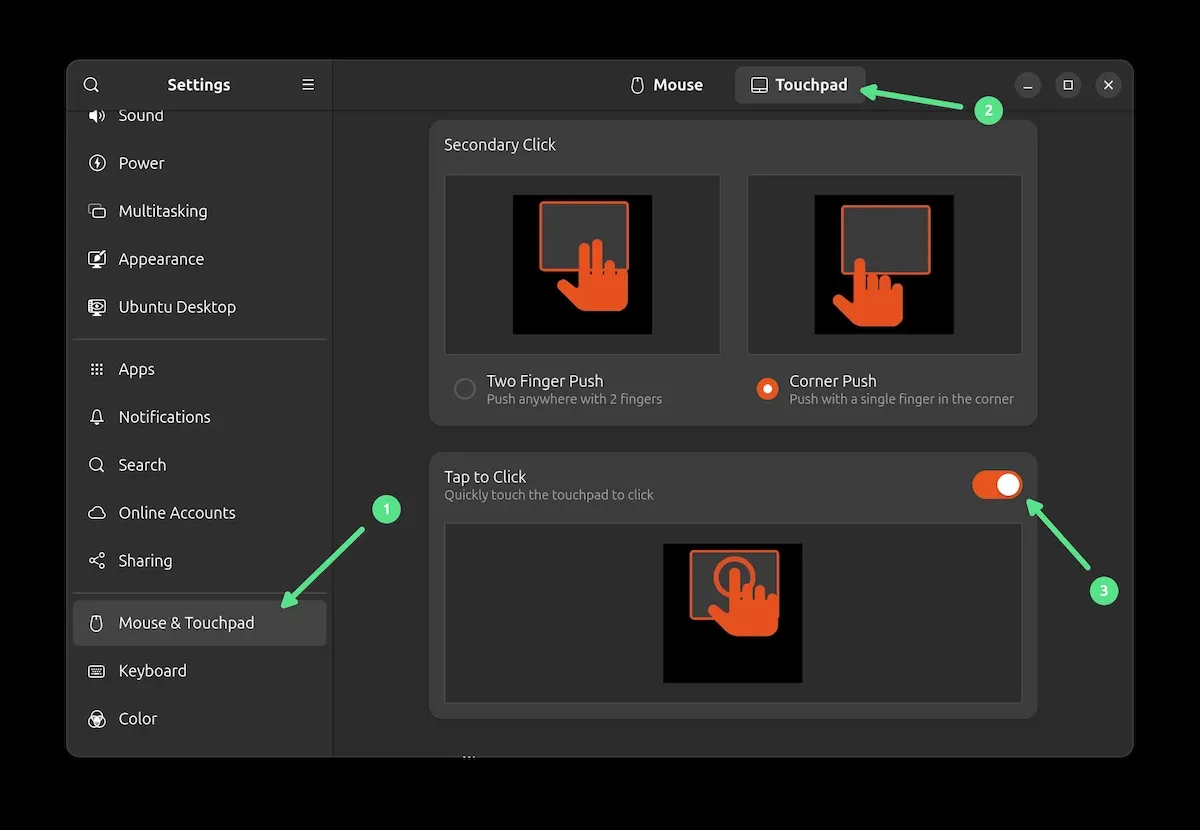 Settings
Mouse
Touchpad
2
Sound
Power
Multitasking
Appearance
Ubuntu Desktop
Apps
Notifications
Search
Online Accounts
Sharing
1
Mouse & Touchpad
Keyboard
Color
Secondary Click
Two Finger Push
Push anywhere with 2 fingers
Corner Push
Push with a single finger in the corner
Tap to Click
Quickly touch the touchpad to click
3